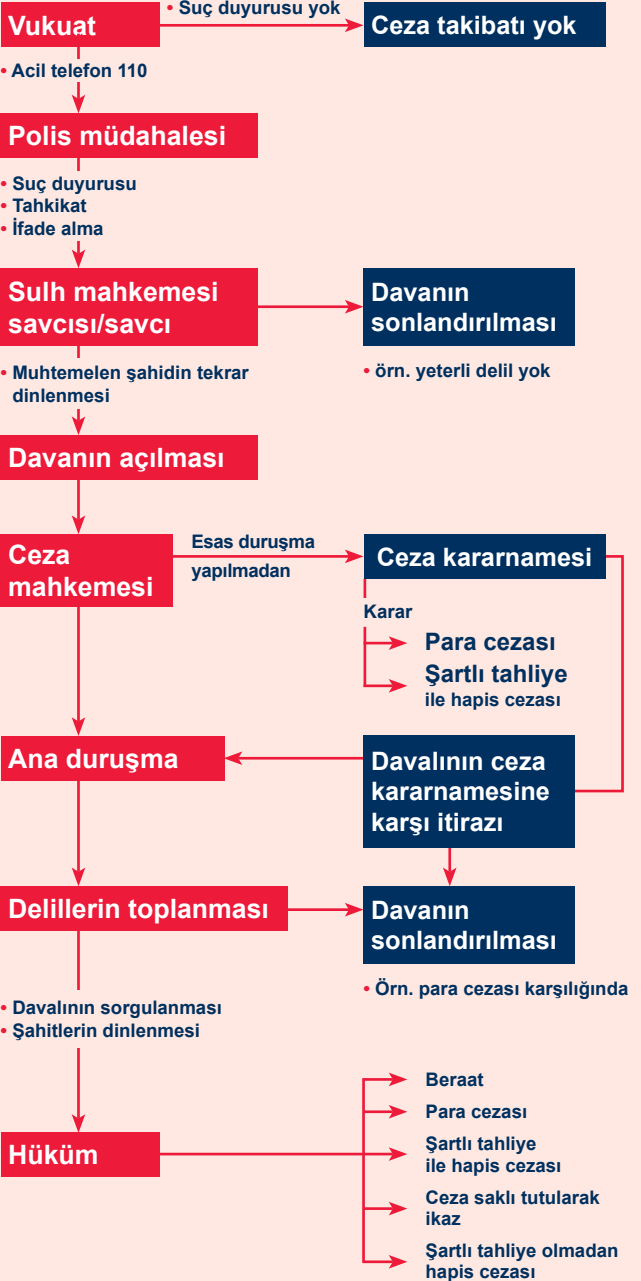 Vukuat
• Suç duyurusu yok
Ceza takibatı yok
• Acil telefon 110
Polis müdahalesi
• Suç duyurusu
• Tahkikat
• İfade alma
Sulh mahkemesi
savcısı/savcı
Davanın
sonlandırılması
• Muhtemelen şahidin tekrar
dinlenmesi
• örn. yeterli delil yok
Davanın açılması
Ceza
mahkemesi
Esas duruşma
yapılmadan
Ceza kararnamesi
Karar
Para cezası
Şartlı tahliye
ile hapis cezası
Ana duruşma
Davalının ceza
kararnamesine
karşı itirazı
Delillerin toplanması
Davanın
sonlandırılması
• Örn. para cezası karşılığında
• Davalının sorgulanması
• Şahitlerin dinlenmesi
Hüküm
Beraat
Para cezası
Şartlı tahliye
ile hapis cezası
Ceza saklı tutularak
ikaz
Şartlı tahliye olmadan
hapis cezası